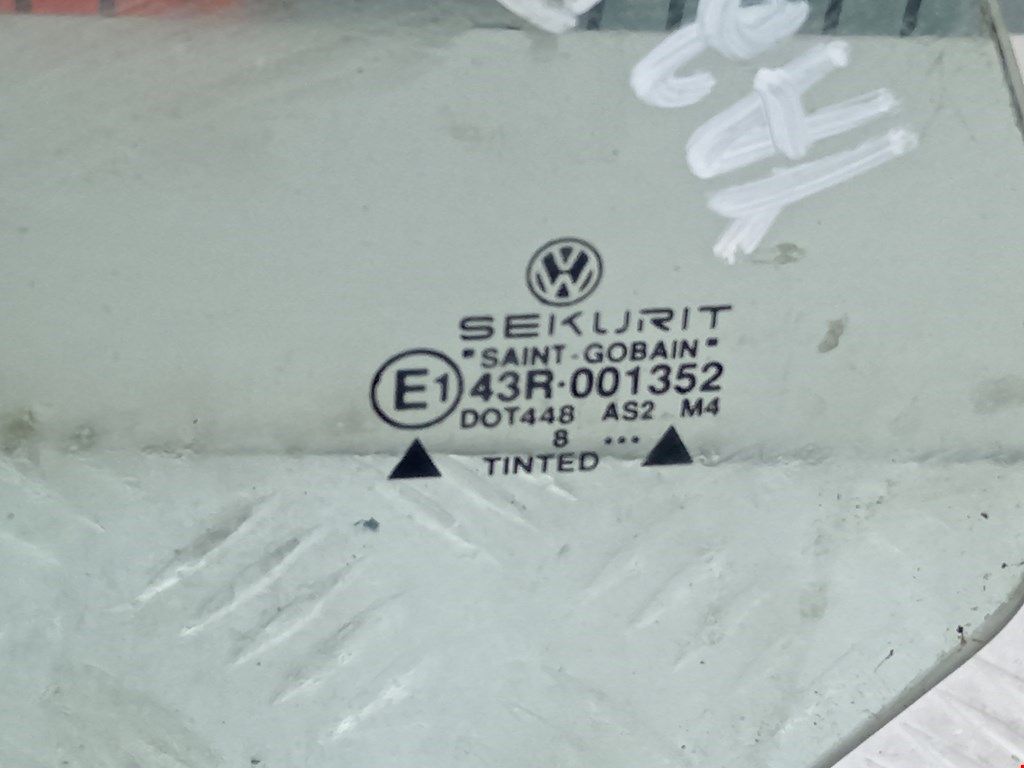 SEKURIT
"SAINT-GOBAIN"
E1 43R-001352
DOT448 AS2 M4
8 ...
TINTED